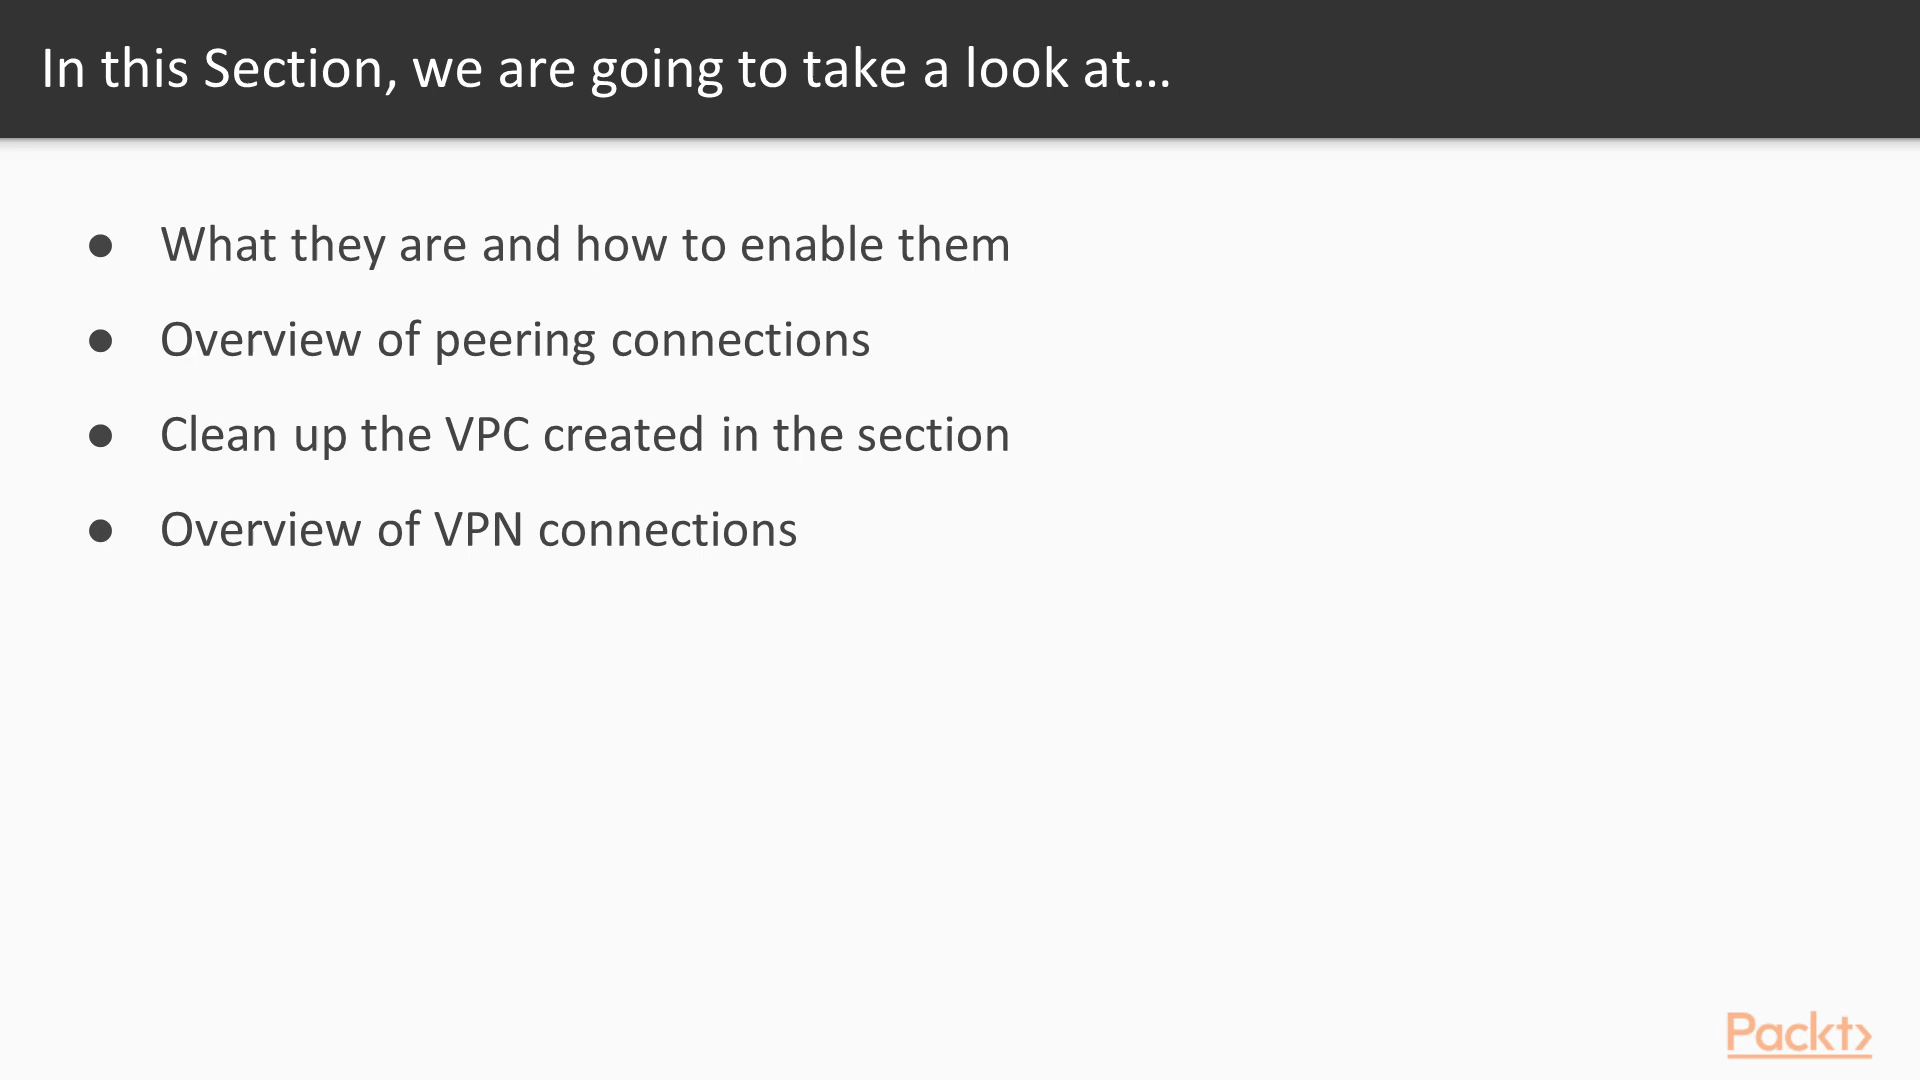 In this Section, we are going to take a look at...
● What they are and how to enable them
● Overview of peering connections
● Clean up the VPC created in the section
● Overview of VPN connections
Packt>